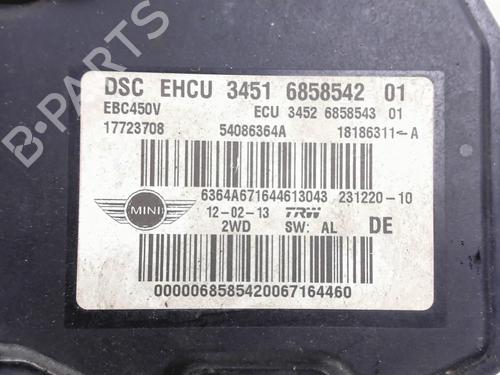 DSC EHCU 3451 6858542 01
EBC450V ECU 3452 6858543 01
17723708 54086364A 18186311-A
6364A671644613043 231220-10
MINI 12-02-13 TRW
2WD SW: AL DE
0000068585420067164460
B-PARTS